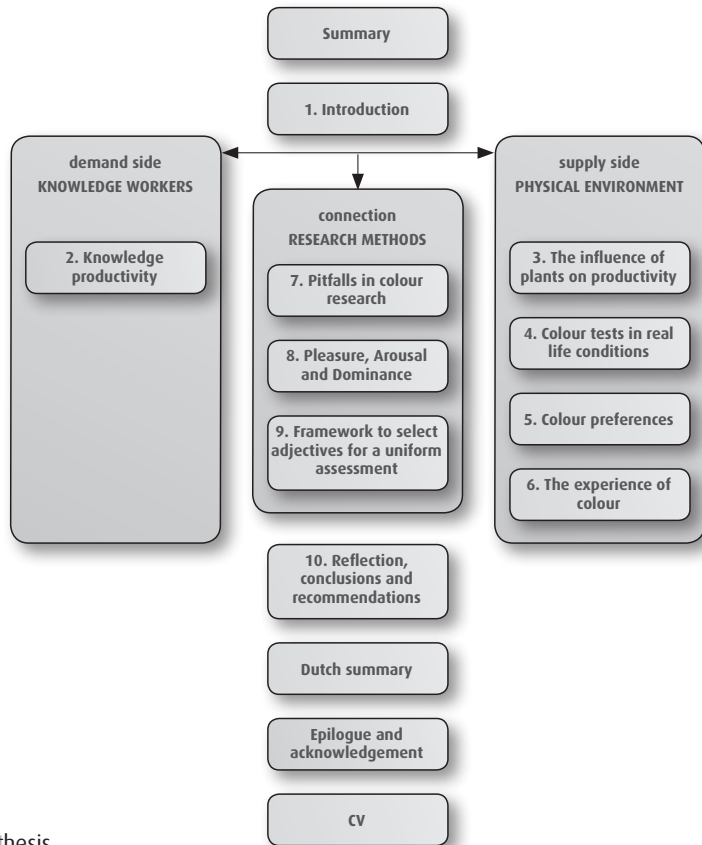 Summary
1. Introduction
demand side
KNOWLEDGE WORKERS
2. Knowledge
productivity
connection
RESEARCH METHODS
7. Pitfalls in colour
research
8. Pleasure, Arousal
and Dominance
9. Framework to select
adjectives for a uniform
assessment
supply side
PHYSICAL ENVIRONMENT
3. The influence of
plants on productivity
4. Colour tests in real
life conditions
5. Colour preferences
6. The experience of
colour
10. Reflection,
conclusions and
recommendations
Dutch summary
Epilogue and
acknowledgement
CV
thesis